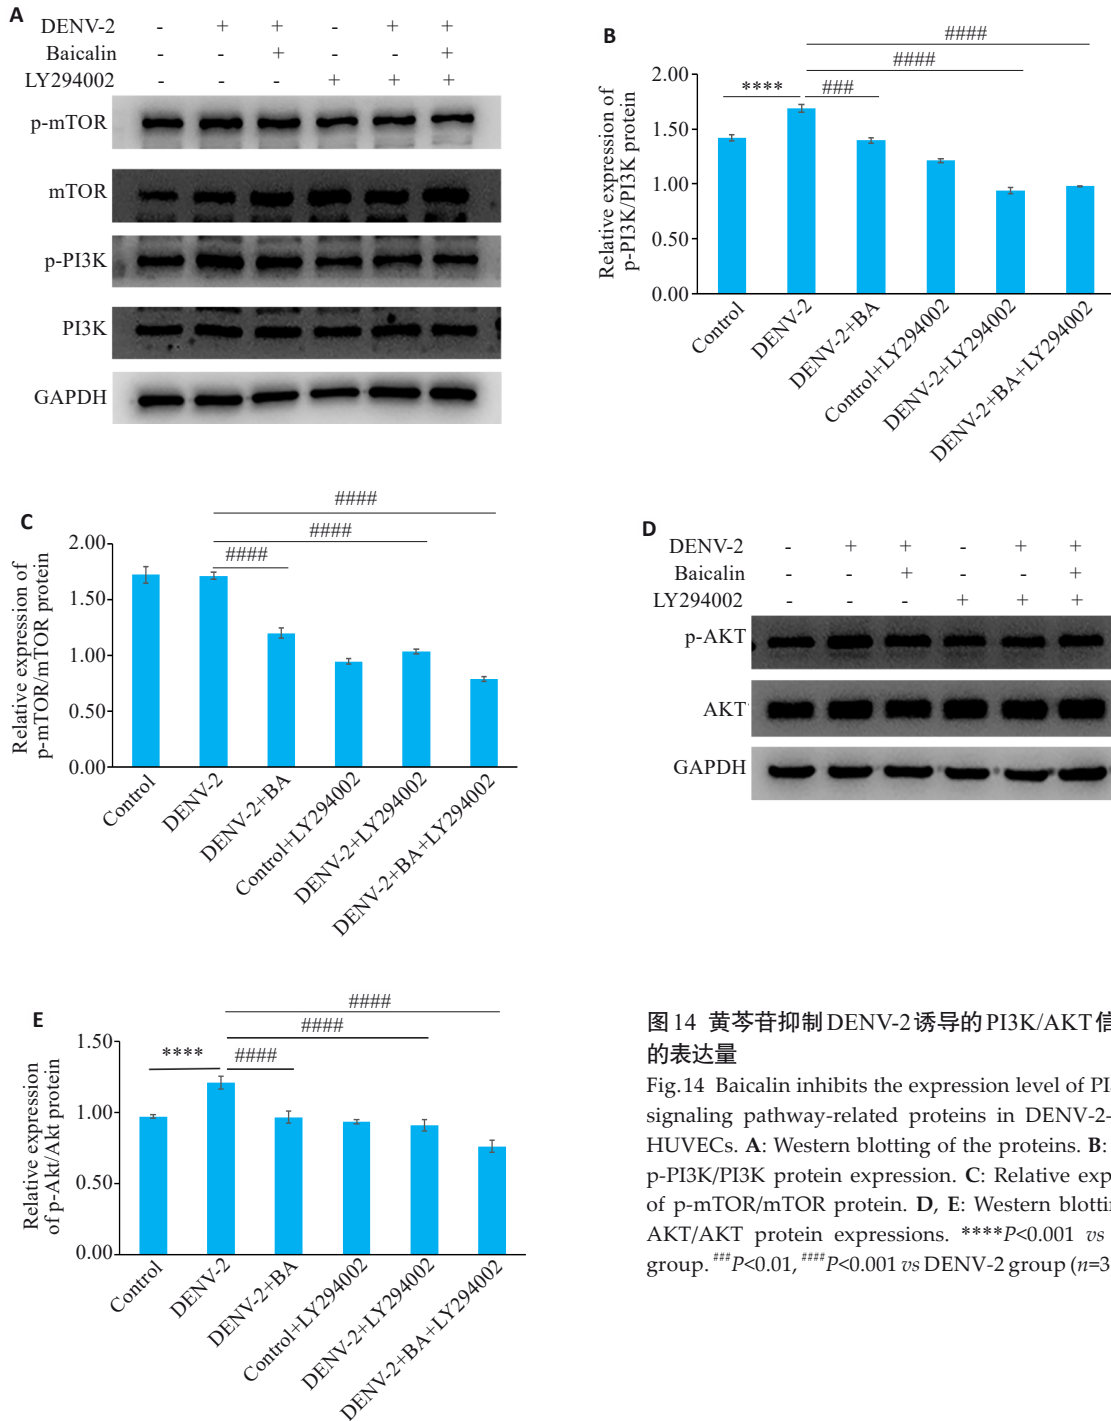 A
DENV-2 - + + - + +
Baicalin - - + - - +
LY294002 - - - + + +
p-mTOR
mTOR
p-PI3K
PI3K
GAPDH
B
####
####
**** ###
Relative expression of
p-PI3K/PI3K protein
2.00
1.50
1.00
0.50
0.00
Control
DENV-2
DENV-2+BA
Control+LY294002
DENV-2+LY294002
DENV-2+BA+LY294002
C
####
####
####
Relative expression of
p-mTOR/mTOR protein
2.00
1.50
1.00
0.50
0.00
Control
DENV-2
DENV-2+BA
Control+LY294002
DENV-2+LY294002
DENV-2+BA+LY294002
D
DENV-2 - + + - + +
Baicalin - - + - - +
LY294002 - - - + + +
p-AKT
AKT
GAPDH
E
####
####
**** ####
Relative expression
of p-Akt/Akt protein
1.50
1.00
0.50
0.00
Control
DENV-2
DENV-2+BA
Control+LY294002
DENV-2+LY294002
DENV-2+BA+LY294002
图14 黄芩苷抑制DENV-2诱导的PI3K/AKT信
的表达量
Fig.14 Baicalin inhibits the expression level of PI3
signaling pathway-related proteins in DENV-2-
HUVECs. A: Western blotting of the proteins. B:
p-PI3K/PI3K protein expression. C: Relative exp
of p-mTOR/mTOR protein. D, E: Western blottin
AKT/AKT protein expressions. ****P<0.001 vs
group. ###P<0.01, ####P<0.001 vs DENV-2 group (n=3